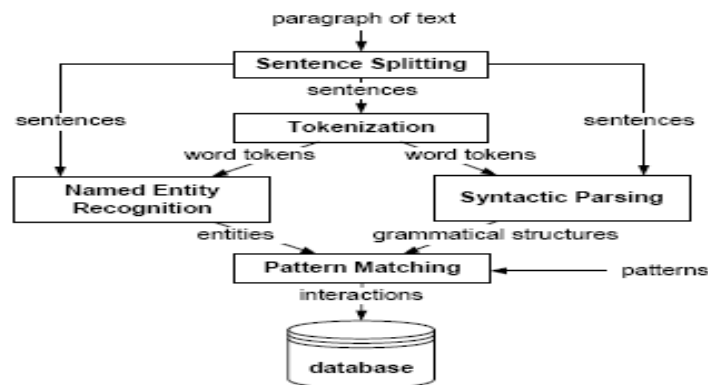 paragraph of text
Sentence Splitting
sentences
sentences
sentences
Tokenization
word tokens
word tokens
Named Entity
Recognition
Syntactic Parsing
entities
grammatical structures
Pattern Matching
patterns
interactions
database